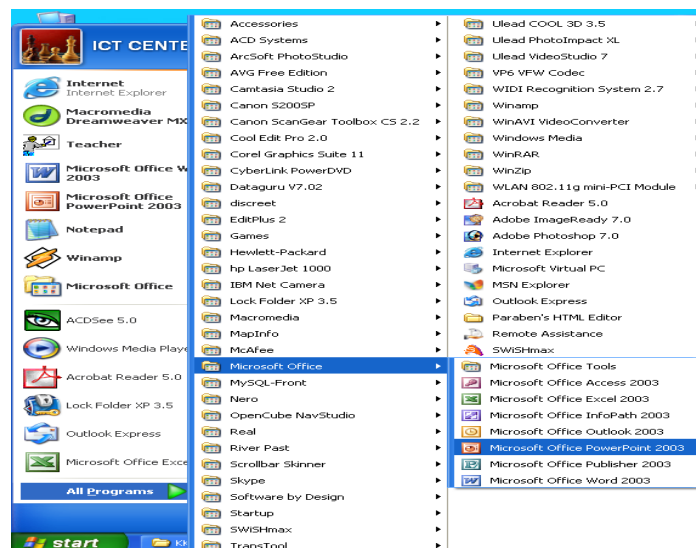 ICT CENTE
Internet
Internet Explorer
Macromedia
Dreamweaver MX
Teacher
Microsoft Office W
2003
Microsoft Office
PowerPoint 2003
Notepad
Winamp
Microsoft Office
ACDSee 5.0
Windows Media Playe
Acrobat Reader 5.0
Lock Folder XP 3.5
Outlook Express
Microsoft Office Exce
All Programs
start
Accessories
ACD Systems
ArcSoft PhotoStudio
AVG Free Edition
Camtasia Studio 2
Canon S200SP
Canon ScanGear Toolbox CS 2.2
Cool Edit Pro 2.0
Corel Graphics Suite 11
CyberLink PowerDVD
Dataguru V7.02
discreet
EditPlus 2
Games
Hewlett-Packard
hp LaserJet 1000
IBM Net Camera
Lock Folder XP 3.5
Macromedia
MapInfo
McAfee
Microsoft Office
MySQL-Front
Nero
OpenCube NavStudio
Real
River Past
Scrollbar Skinner
Skype
Software by Design
Startup
SWiSHmax
TransTool
Ulead COOL 3D 3.5
Ulead PhotoImpact XL
Ulead VideoStudio 7
VP6 VFW Codec
WIDI Recognition System 2.7
Winamp
WinAVI VideoConverter
Windows Media
WinRAR
WinZip
WLAN 802.11g mini-PCI Module
Acrobat Reader 5.0
Adobe ImageReady 7.0
Adobe Photoshop 7.0
Internet Explorer
Microsoft Virtual PC
MSN Explorer
Outlook Express
Paraben's HTML Editor
Remote Assistance
SWiSHmax
Microsoft Office Tools
Microsoft Office Access 2003
Microsoft Office Excel 2003
Microsoft Office InfoPath 2003
Microsoft Office Outlook 2003
Microsoft Office PowerPoint 2003
Microsoft Office Publisher 2003
Microsoft Office Word 2003